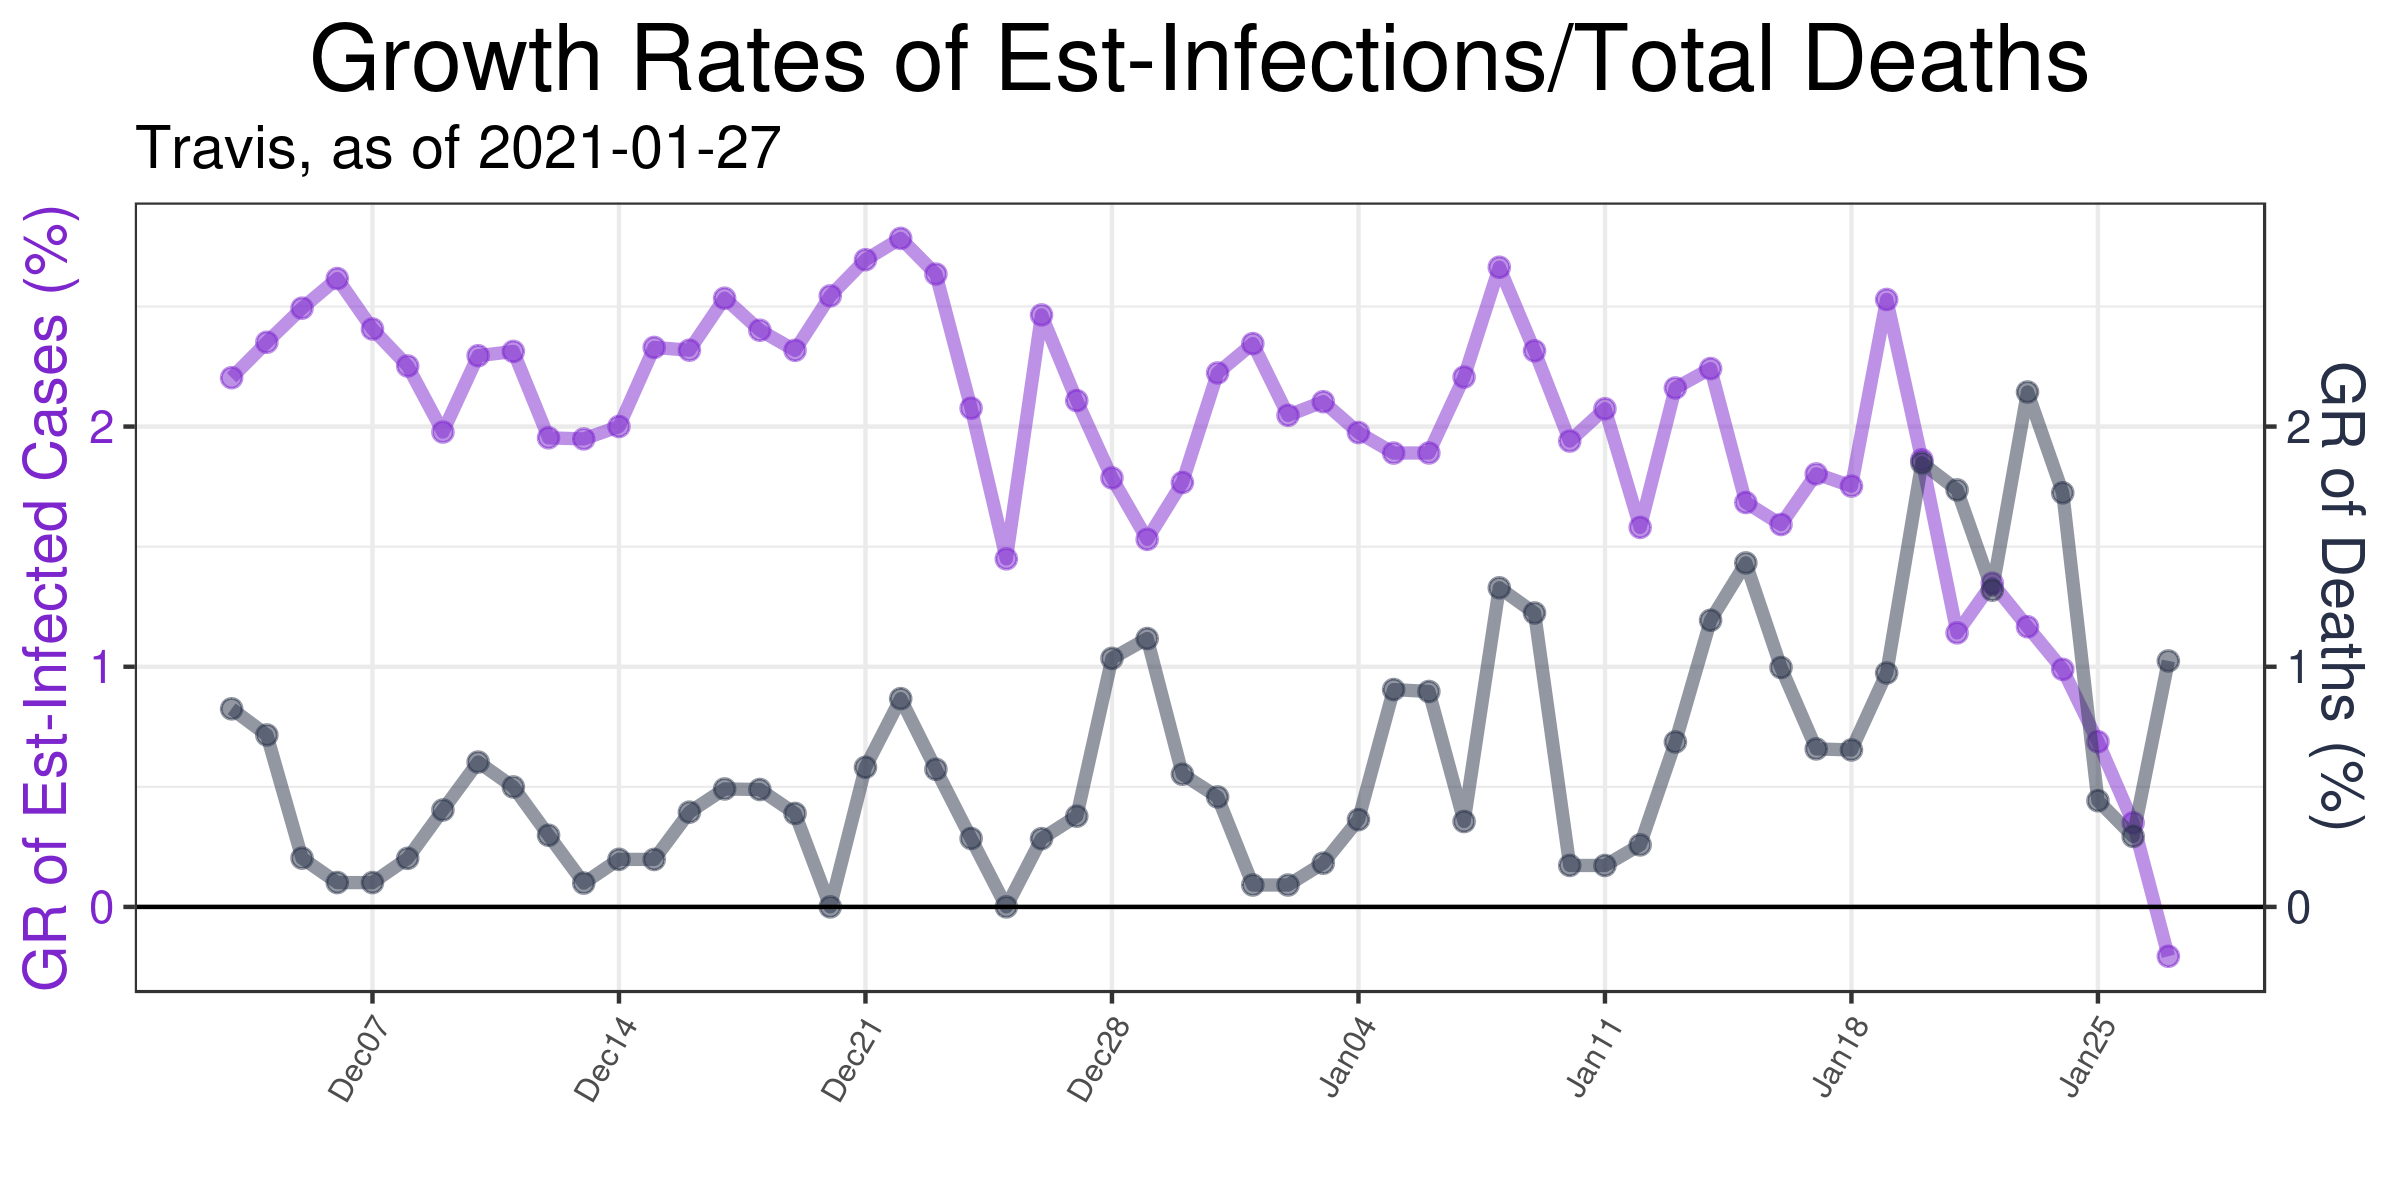 Growth Rates of Est-Infections/Total Deaths
Travis, as of 2021-01-27
GR of Est-Infected Cases (%)
2
1
0
2
1
0
GR of Deaths (%)
Dec07
Dec14
Dec21
Dec28
Jan04
Jan11
Jan18
Jan25